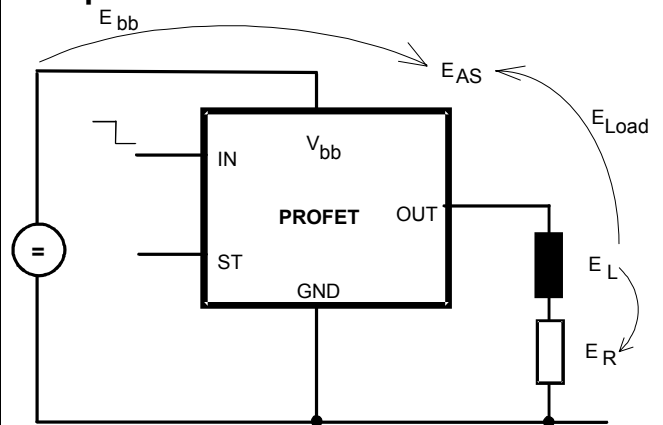 E bb
E AS
E Load
IN
V bb
PROFET
OUT
=
ST
GND
E L
E R